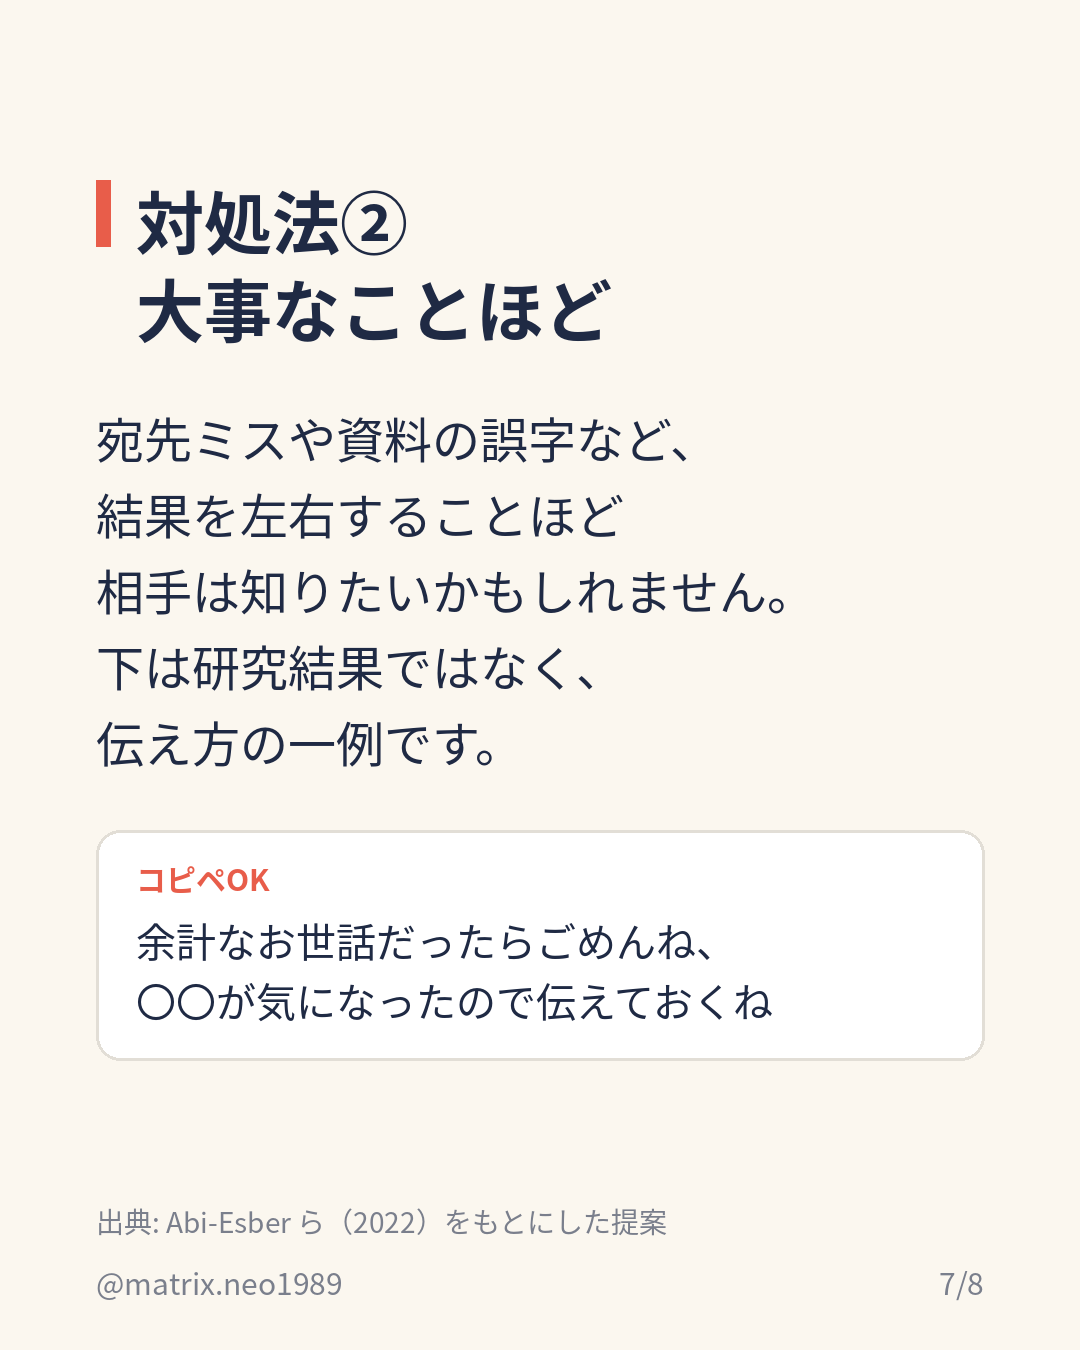 対処法②
大事なことほど
宛先ミスや資料の誤字など、
結果を左右することほど
相手は知りたいかもしれません。
下は研究結果ではなく、
伝え方の一例です。
コピペOK
余計なお世話だったらごめんね、
〇〇が気になったので伝えておくね
出典: Abi-Esber ら（2022）をもとにした提案
@matrix.neo1989
7/8